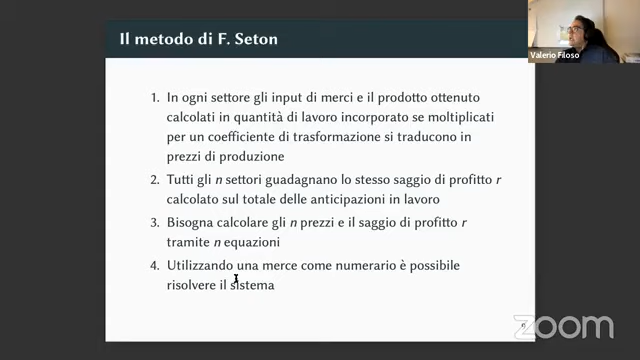 Il metodo di F. Seton
Valerio Filoso
1. In ogni settore gli input di merci e il prodotto ottenuto
calcolati in quantità di lavoro incorporato se moltiplicati
per un coefficiente di trasformazione si traducono in
prezzi di produzione
2. Tutti gli n settori guadagnano lo stesso saggio di profitto r
calcolato sul totale delle anticipazioni in lavoro
3. Bisogna calcolare gli n prezzi e il saggio di profitto r
tramite n equazioni
4. Utilizzando una merce come numerario è possibile
risolvere il sistema
zoom